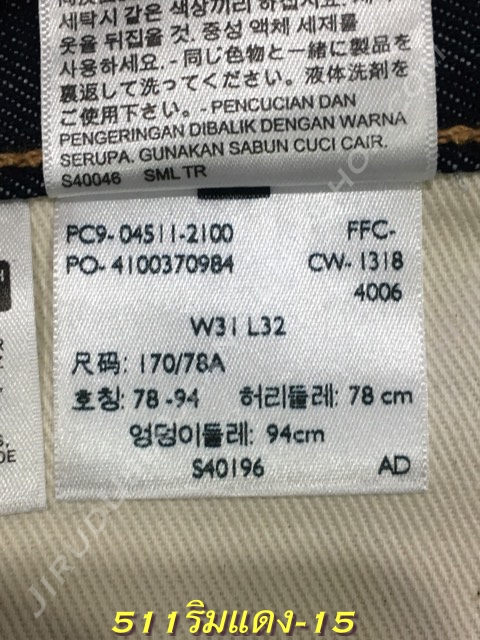 세탁시 같은 색상끼리 하십시오.
옷을 뒤집을 것. 중성 액체 세제를
사용하세요. - 同じ色物と一緒に製品を
裏返して洗ってください。液体洗剤を
ご使用下さい。- PENCUCIAN DAN
PENGERINGAN DIBALIK DENGAN WARNA
SERUPA. GUNAKAN SABUN CUCI CAIR.
S40046 SML TR
PC9- 04511-2100 FFC-
PO- 4100370984 CW- 1318
4006
W31 L32
尺码: 170/78A
호칭: 78 -94 허리둘레: 78 cm
엉덩이둘레: 94cm
S40196 AD
511ริมแดง-15